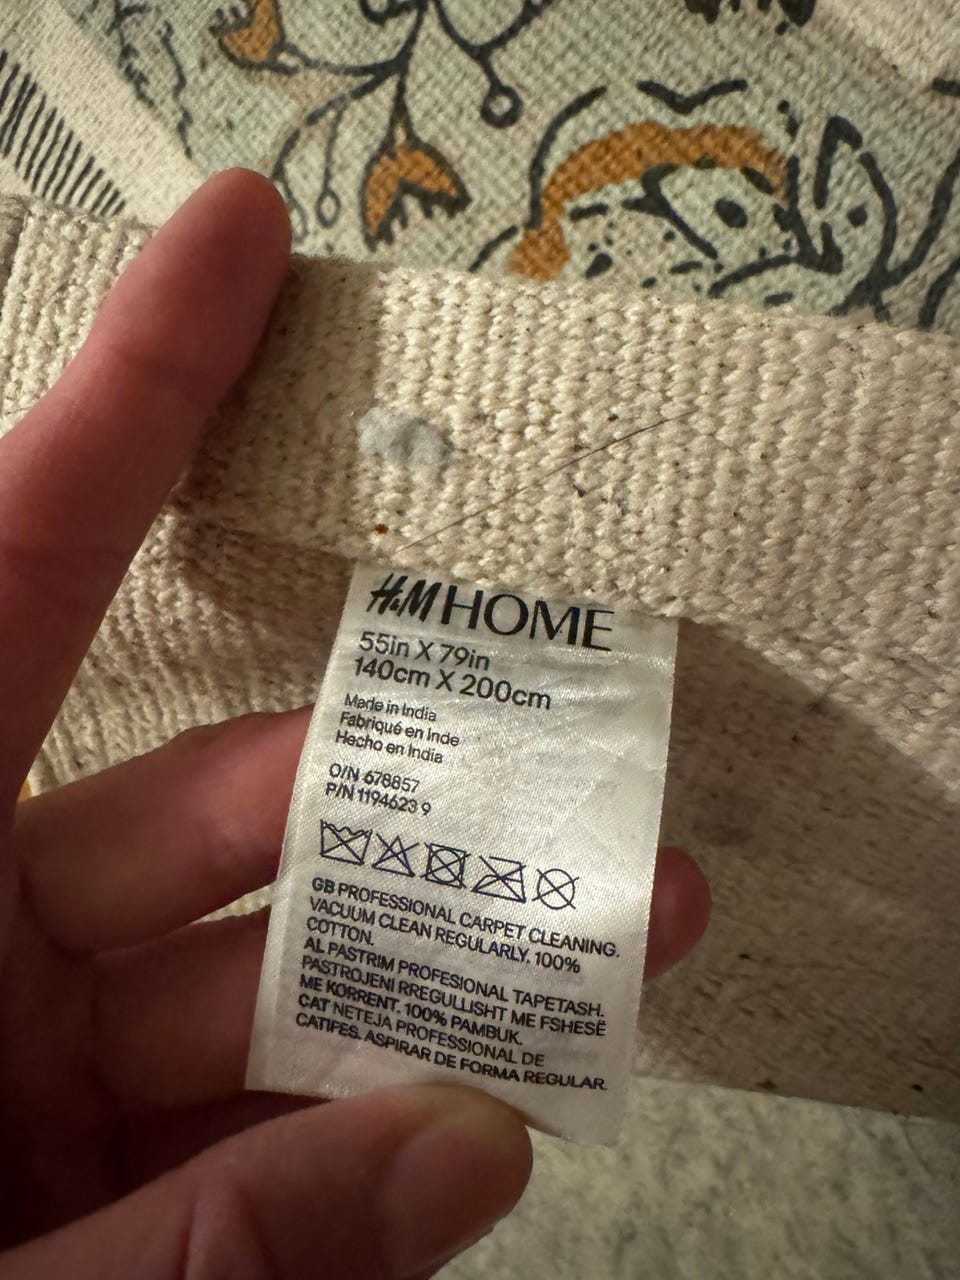 H&M HOME
55in X 79in
140cm X 200cm
Made in India
Fabriqué en Inde
Hecho en India
O/N 678857
P/N 1194623 9
GB PROFESSIONAL CARPET CLEANING.
VACUUM CLEAN REGULARLY. 100%
COTTON.
AL PASTRIM PROFESIONAL TAPETASH.
PASTROJENI RREGULLISHT ME FSHESË
ME KORRENT. 100% PAMBUK.
CAT NETEJA PROFESSIONAL DE
CATIFES. ASPIRAR DE FORMA REGULAR.